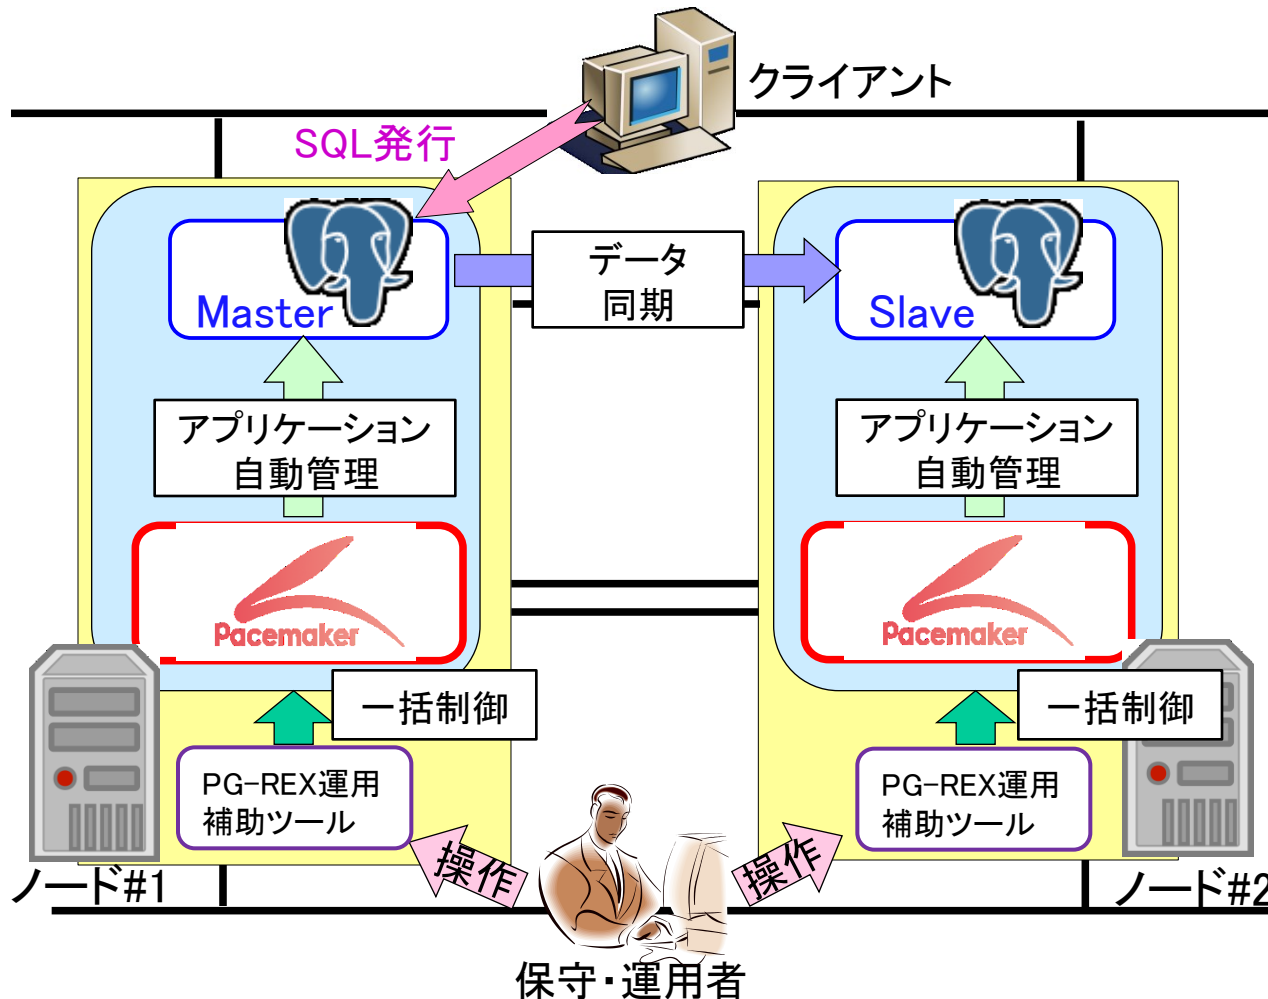 クライアント
SQL発行
Master
データ
同期
Slave
アプリケーション
自動管理
アプリケーション
自動管理
Pacemaker
Pacemaker
一括制御
一括制御
PG-REX運用
補助ツール
PG-REX運用
補助ツール
操作
操作
ノード#1
ノード#2
保守・運用者